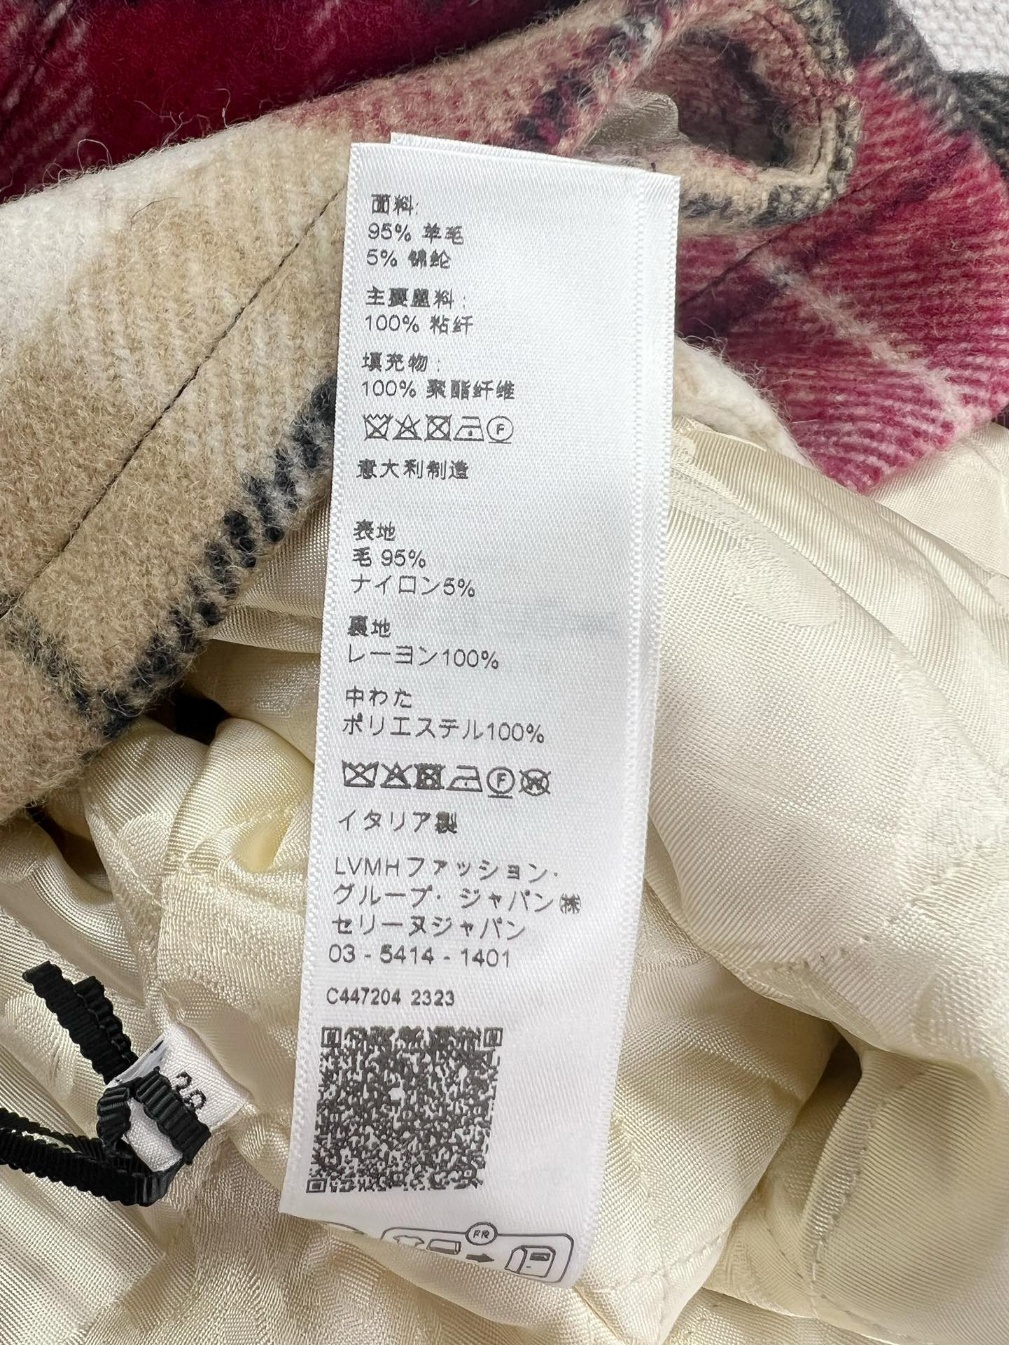 面料:
95% 羊毛
5% 锦纶
主要里料:
100% 粘纤
填充物:
100% 聚酯纤维
F
意大利制造
表地
毛 95%
ナイロン5%
裏地
レーヨン100%
中わた
ポリエステル100%
F
イタリア製
LVMHファッション・
グループ・ジャパン㈱
セリーヌジャパン
03 - 5414 - 1401
C447204 2323
FR